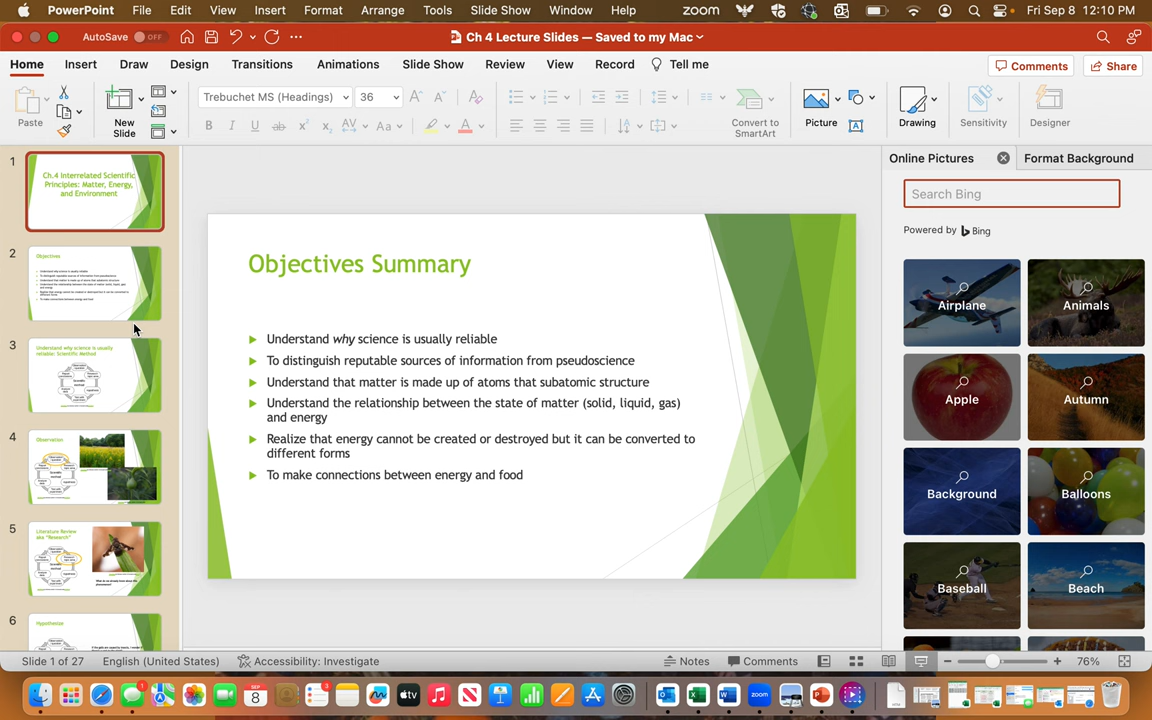 PowerPoint File Edit View Insert Format Arrange Tools Slide Show Window Help zoom Fri Sep 8 12:10 PM
AutoSave OFF Ch 4 Lecture Slides — Saved to my Mac
Home Insert Draw Design Transitions Animations Slide Show Review View Record Tell me Comments Share
Paste New Slide Trebuchet MS (Headings) 36 Convert to SmartArt Picture Drawing Sensitivity Designer
1
Ch.4 Interrelated Scientific
Principles: Matter, Energy,
and Environment
2
Objectives
3
Understand why science is usually
reliable: Scientific Method
4
Observation
5
Literature Review
aka "Research"
6
Hypothesize
Objectives Summary
Understand why science is usually reliable
To distinguish reputable sources of information from pseudoscience
Understand that matter is made up of atoms that subatomic structure
Understand the relationship between the state of matter (solid, liquid, gas)
and energy
Realize that energy cannot be created or destroyed but it can be converted to
different forms
To make connections between energy and food
Online Pictures Format Background
Search Bing
Powered by Bing
Airplane Animals
Apple Autumn
Background Balloons
Baseball Beach
Slide 1 of 27 English (United States) Accessibility: Investigate Notes Comments 76%